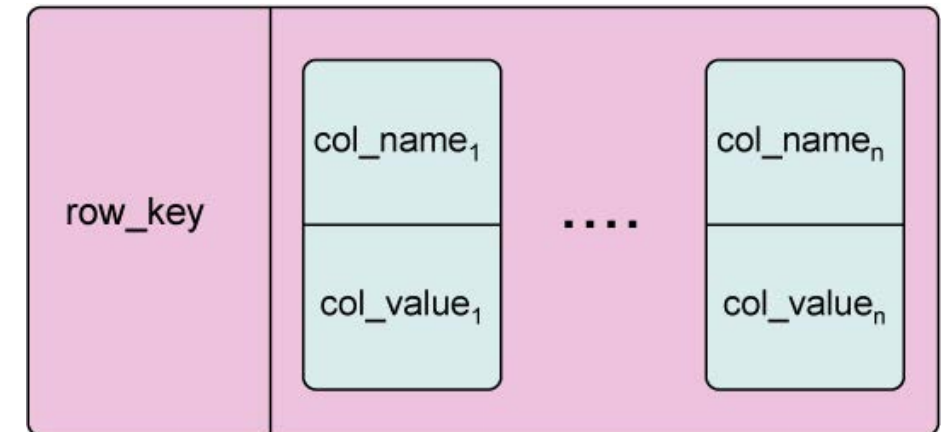 row_key
col_name₁
col_value₁
....
col_nameₙ
col_valueₙ